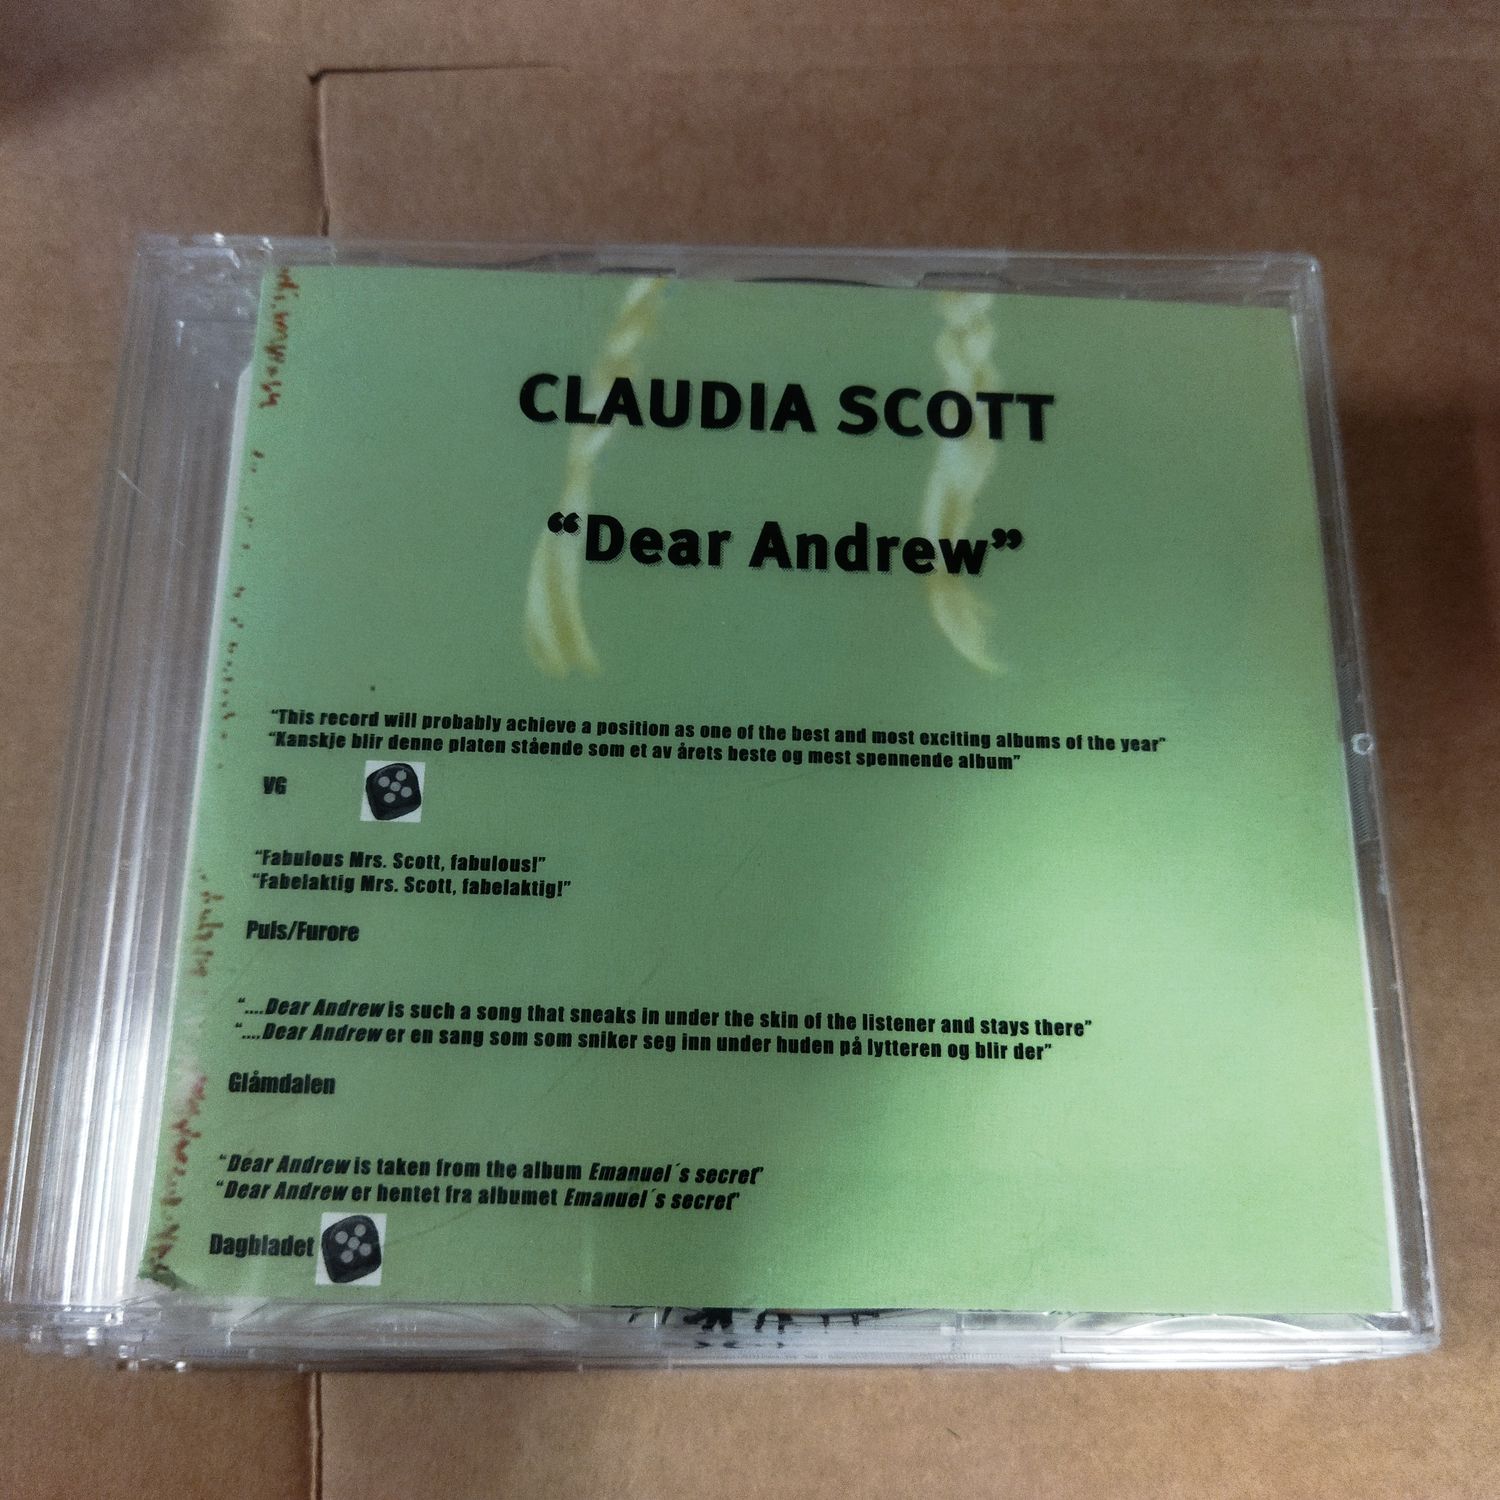 CLAUDIA SCOTT
“Dear Andrew”
“This record will probably achieve a position as one of the best and most exciting albums of the year”
“Kanskje blir denne platen stående som et av årets beste og mest spennende album”
VG
“Fabulous Mrs. Scott, fabulous!”
“Fabelaktig Mrs. Scott, fabelaktig!”
Puls/Furore
“....Dear Andrew is such a song that sneaks in under the skin of the listener and stays there”
“....Dear Andrew er en sang som som sniker seg inn under huden på lytteren og blir der”
Glåmdalen
“Dear Andrew is taken from the album Emanuel´s secret”
“Dear Andrew er hentet fra albumet Emanuel´s secret”
Dagbladet